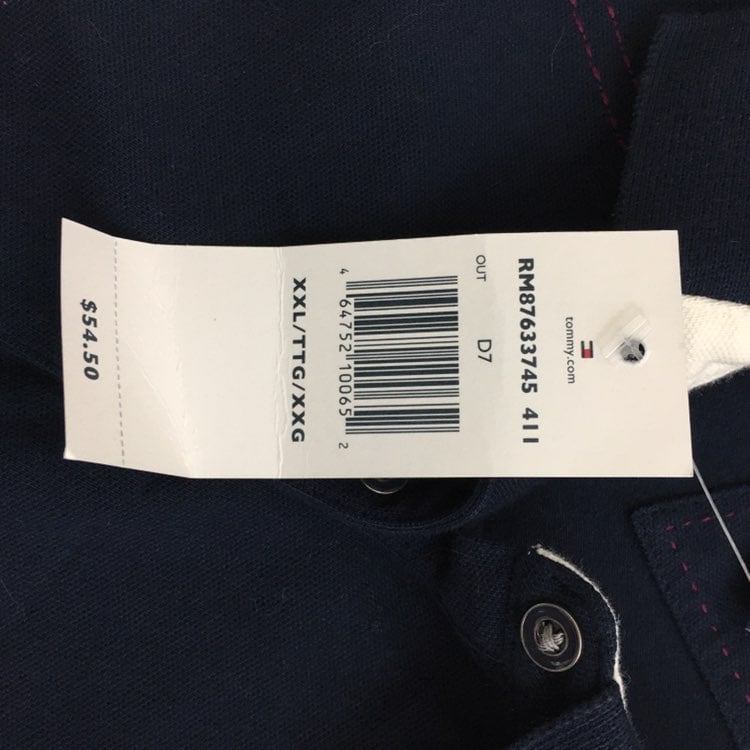 tommy.com
RM87633745 411
OUT D7
4 64752 10065 2
XXL/TTG/XXG
$54.50